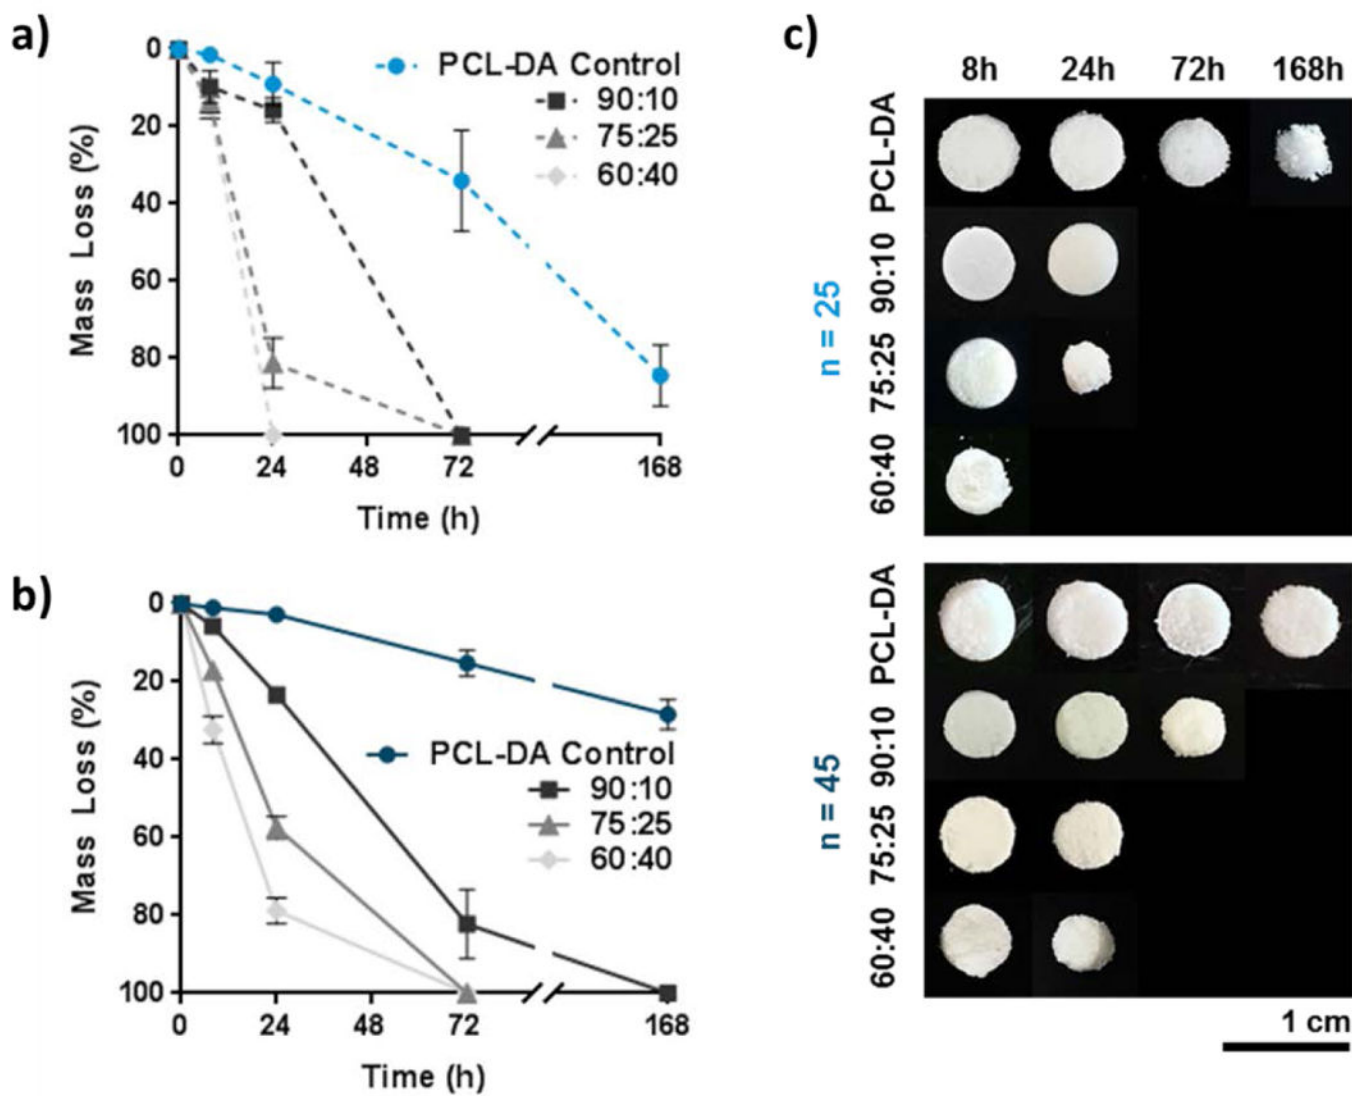 a)
0
20
40
60
80
100
Mass Loss (%)
PCL-DA Control
90:10
75:25
60:40
0 24 48 72 168
Time (h)
b)
0
20
40
60
80
100
Mass Loss (%)
PCL-DA Control
90:10
75:25
60:40
0 24 48 72 168
Time (h)
c)
8h 24h 72h 168h
n = 25
PCL-DA
90:10
75:25
60:40
n = 45
PCL-DA
90:10
75:25
60:40
1 cm